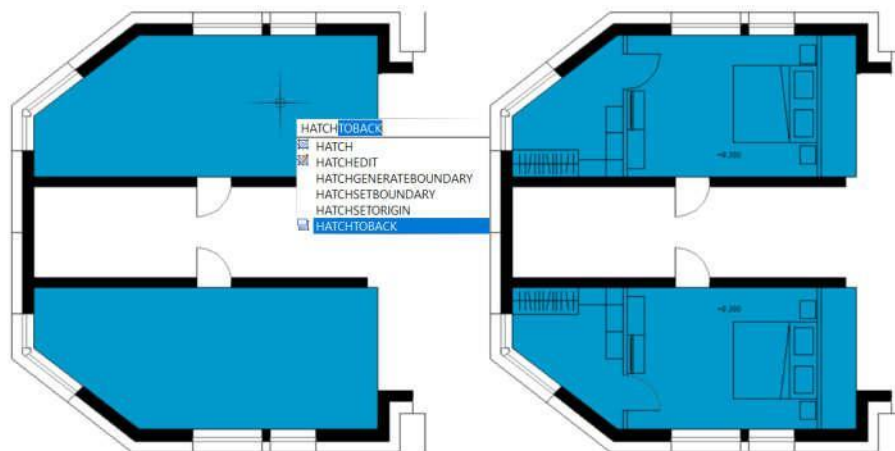 HATCHTOBACK
HATCH
HATCHEDIT
HATCHGENERATEBOUNDARY
HATCHSETBOUNDARY
HATCHSETORIGIN
HATCHTOBACK